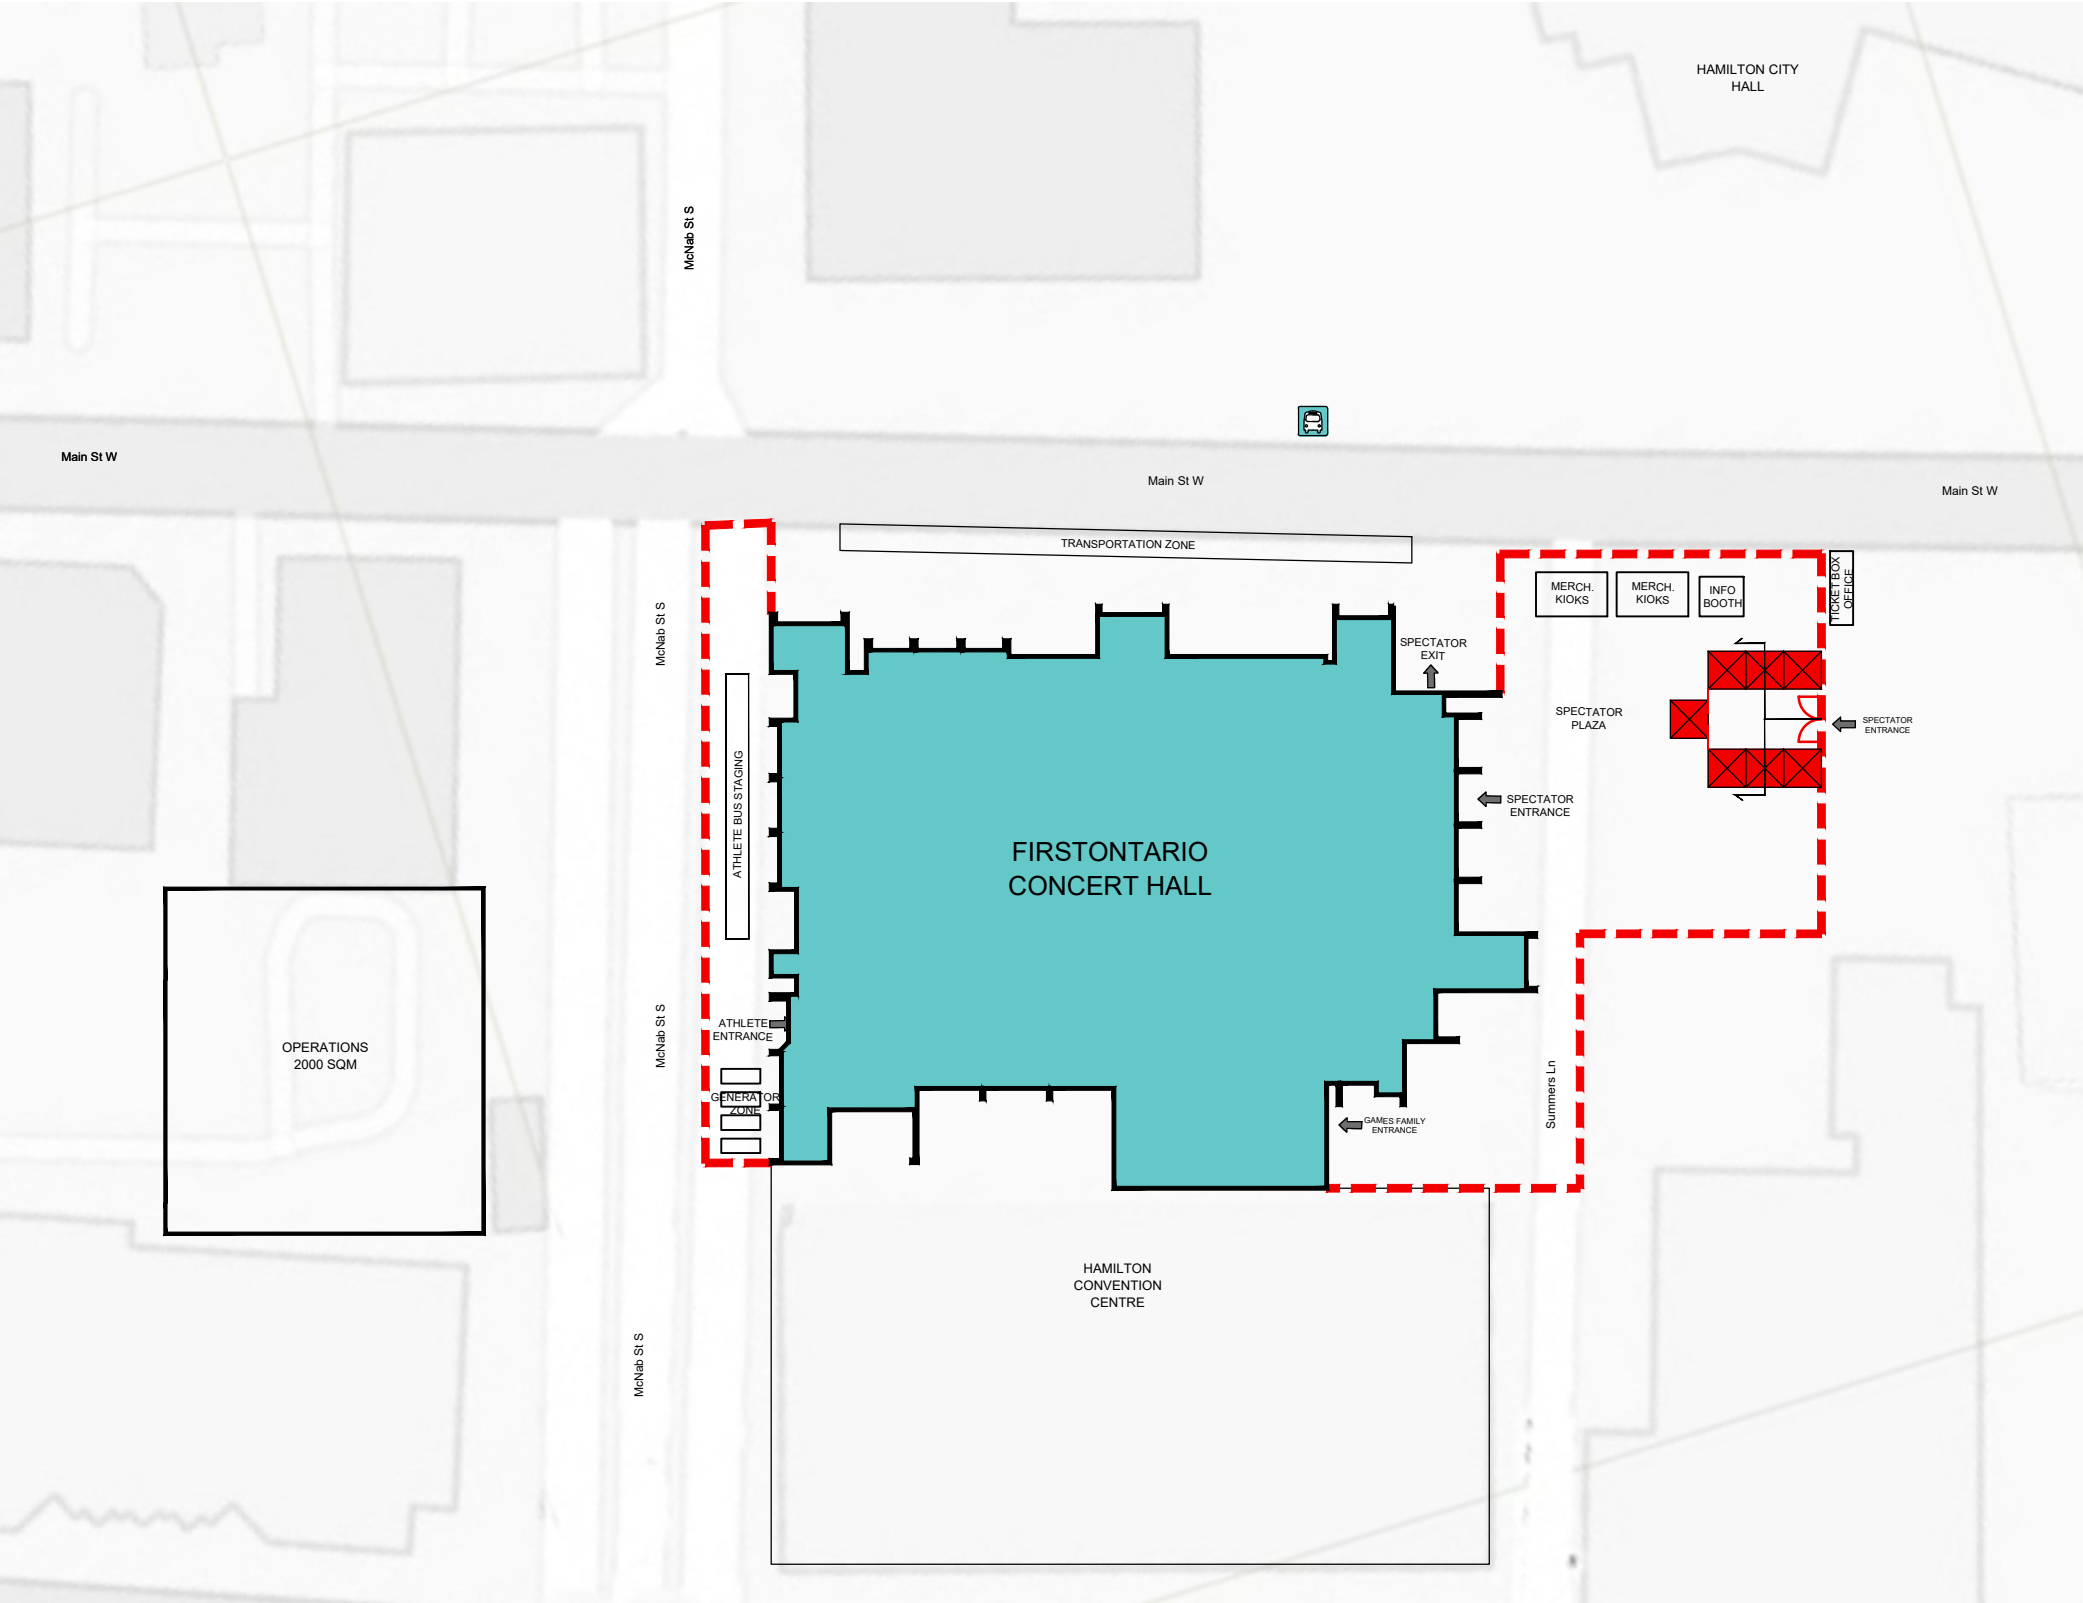 HAMILTON CITY
HALL
McNab St S
Main St W
Main St W
Main St W
TRANSPORTATION ZONE
MERCH.
KIOKS
MERCH.
KIOKS
INFO
BOOTH
TICKET BOX
OFFICE
McNab St S
SPECTATOR
EXIT
SPECTATOR
PLAZA
SPECTATOR
ENTRANCE
ATHLETE BUS STAGING
SPECTATOR
ENTRANCE
FIRSTONTARIO
CONCERT HALL
OPERATIONS
2000 SQM
McNab St S
ATHLETE
ENTRANCE
GENERATOR
ZONE
GAMES FAMILY
ENTRANCE
Summers Ln
HAMILTON
CONVENTION
CENTRE
McNab St S